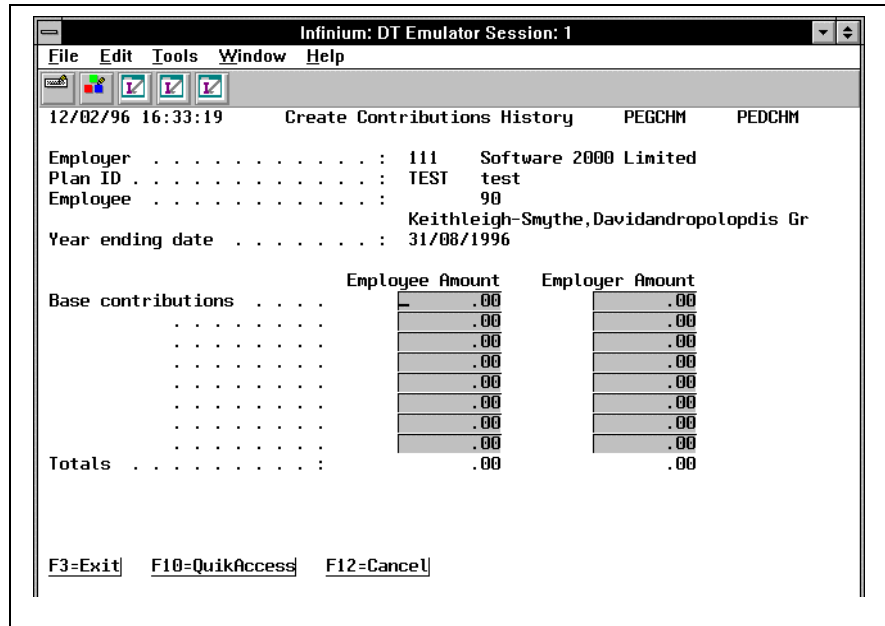 Infinium: DT Emulator Session: 1
File Edit Tools Window Help
12/02/96 16:33:19 Create Contributions History PEGCHM PEDCHM
Employer . . . . . . . . . . . : 111 Software 2000 Limited
Plan ID . . . . . . . . . . . . : TEST test
Employee . . . . . . . . . . . : 90
Keithleigh-Smythe,Davidandropolopdis Gr
Year ending date . . . . . . . : 31/08/1996
Employee Amount Employer Amount
Base contributions . . . . .00 .00
. . . . . . . . .00 .00
. . . . . . . . .00 .00
. . . . . . . . .00 .00
. . . . . . . . .00 .00
. . . . . . . . .00 .00
. . . . . . . . .00 .00
. . . . . . . . .00 .00
Totals . . . . . . . . . . : .00 .00
F3=Exit F10=QuikAccess F12=Cancel